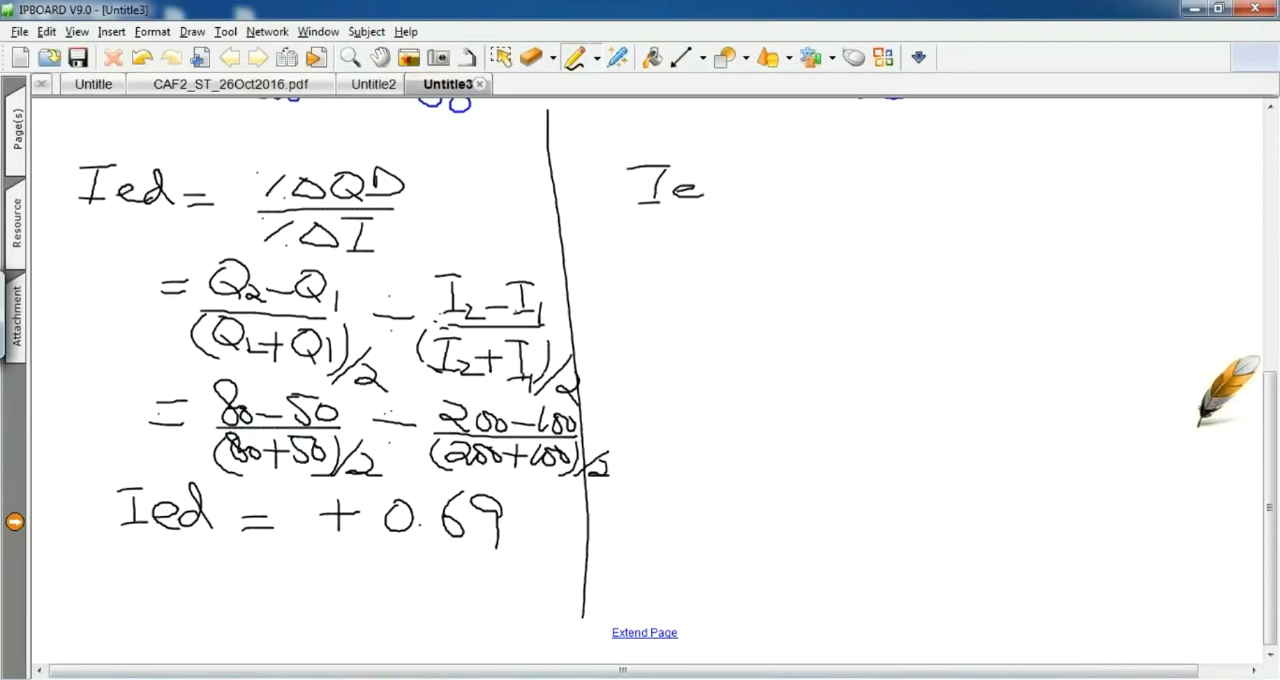 IPBOARD V9.0 - [Untitle3]
File Edit View Insert Format Draw Tool Network Window Subject Help
Untitle CAF2_ST_26Oct2016.pdf Untitle2 Untitle3
Page(s)
Resource
Attachment
Ied = %ΔQD / %ΔI
= Q2-Q1 / (Q2+Q1)/2 ÷ I2-I1 / (I2+I1)/2
= 80-50 / (80+50)/2 ÷ 200-100 / (200+100)/2
Ied = + 0.69
Ie
Extend Page